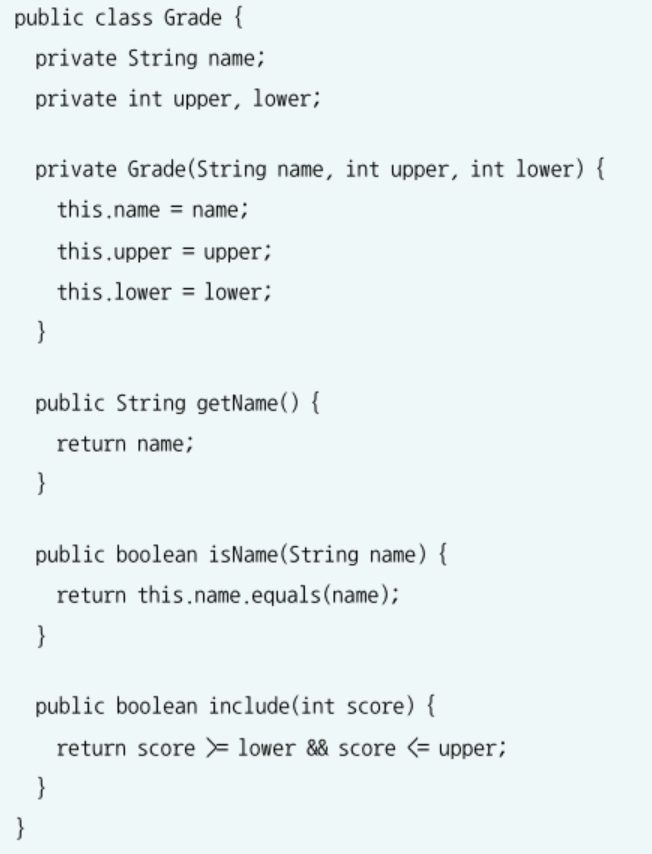 public class Grade {
private String name;
private int upper, lower;
private Grade(String name, int upper, int lower) {
this.name = name;
this.upper = upper;
this.lower = lower;
}
public String getName() {
return name;
}
public boolean isName(String name) {
return this.name.equals(name);
}
public boolean include(int score) {
return score >= lower && score <= upper;
}
}